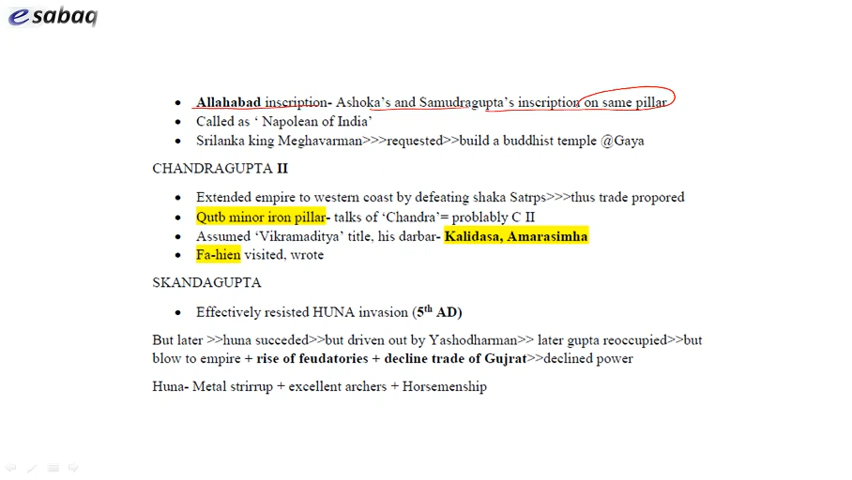 esabaq
• Allahabad inscription- Ashoka's and Samudragupta's inscription on same pillar
• Called as ‘ Napolean of India’
• Srilanka king Meghavarman>>>requested>>build a buddhist temple @Gaya
CHANDRAGUPTA II
• Extended empire to western coast by defeating shaka Satrps>>>thus trade propored
• Qutb minor iron pillar- talks of ‘Chandra’= problably C II
• Assumed ‘Vikramaditya’ title, his darbar- Kalidasa, Amarasimha
• Fa-hien visited, wrote
SKANDAGUPTA
• Effectively resisted HUNA invasion (5th AD)
But later >>huna succeded>>but driven out by Yashodharman>> later gupta reoccupied>>but
blow to empire + rise of feudatories + decline trade of Gujrat>>declined power
Huna- Metal strirrup + excellent archers + Horsemenship